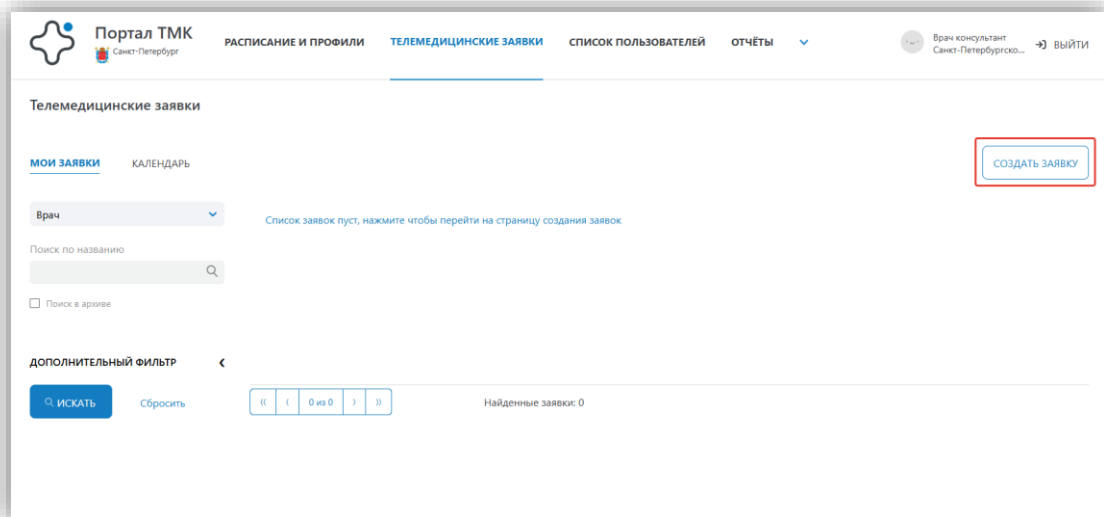 Портал ТМК
Санкт-Петербург
РАСПИСАНИЕ И ПРОФИЛИ
ТЕЛЕМЕДИЦИНСКИЕ ЗАЯВКИ
СПИСОК ПОЛЬЗОВАТЕЛЕЙ
ОТЧЁТЫ
Врач консультант
Санкт-Петербургско...
ВЫЙТИ
Телемедицинские заявки
МОИ ЗАЯВКИ
КАЛЕНДАРЬ
СОЗДАТЬ ЗАЯВКУ
Врач
Список заявок пуст, нажмите чтобы перейти на страницу создания заявок
Поиск по названию
Поиск в архиве
ДОПОЛНИТЕЛЬНЫЙ ФИЛЬТР
ИСКАТЬ
Сбросить
0 из 0
Найденные заявки: 0